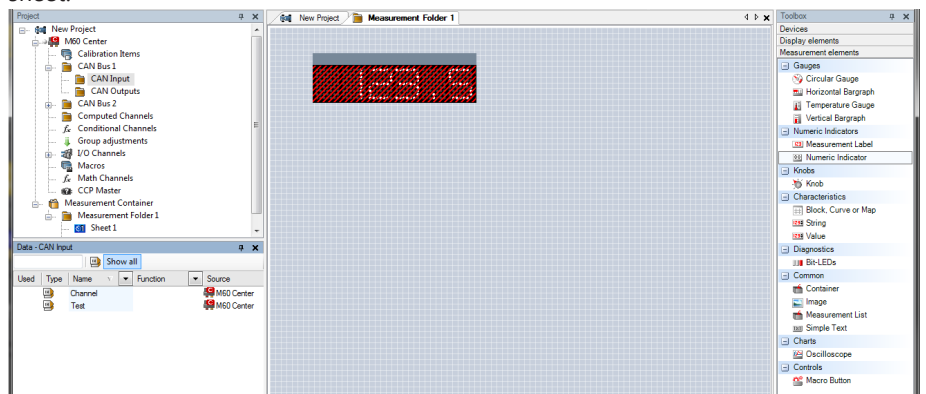 sheet.
Project
New Project
M60 Center
Calibration Items
CAN Bus 1
CAN Input
CAN Outputs
CAN Bus 2
Computed Channels
Conditional Channels
Group adjustments
I/O Channels
Macros
Math Channels
CCP Master
Measurement Container
Measurement Folder 1
Sheet 1
Data - CAN Input
Show all
Used Type Name Function Source
Channel M60 Center
Test M60 Center
New Project Measurement Folder 1
123.5
Toolbox
Devices
Display elements
Measurement elements
Gauges
Circular Gauge
Horizontal Bargraph
Temperature Gauge
Vertical Bargraph
Numeric Indicators
Measurement Label
Numeric Indicator
Knobs
Knob
Characteristics
Block, Curve or Map
String
Value
Diagnostics
Bit-LEDs
Common
Container
Image
Measurement List
Simple Text
Charts
Oscilloscope
Controls
Macro Button